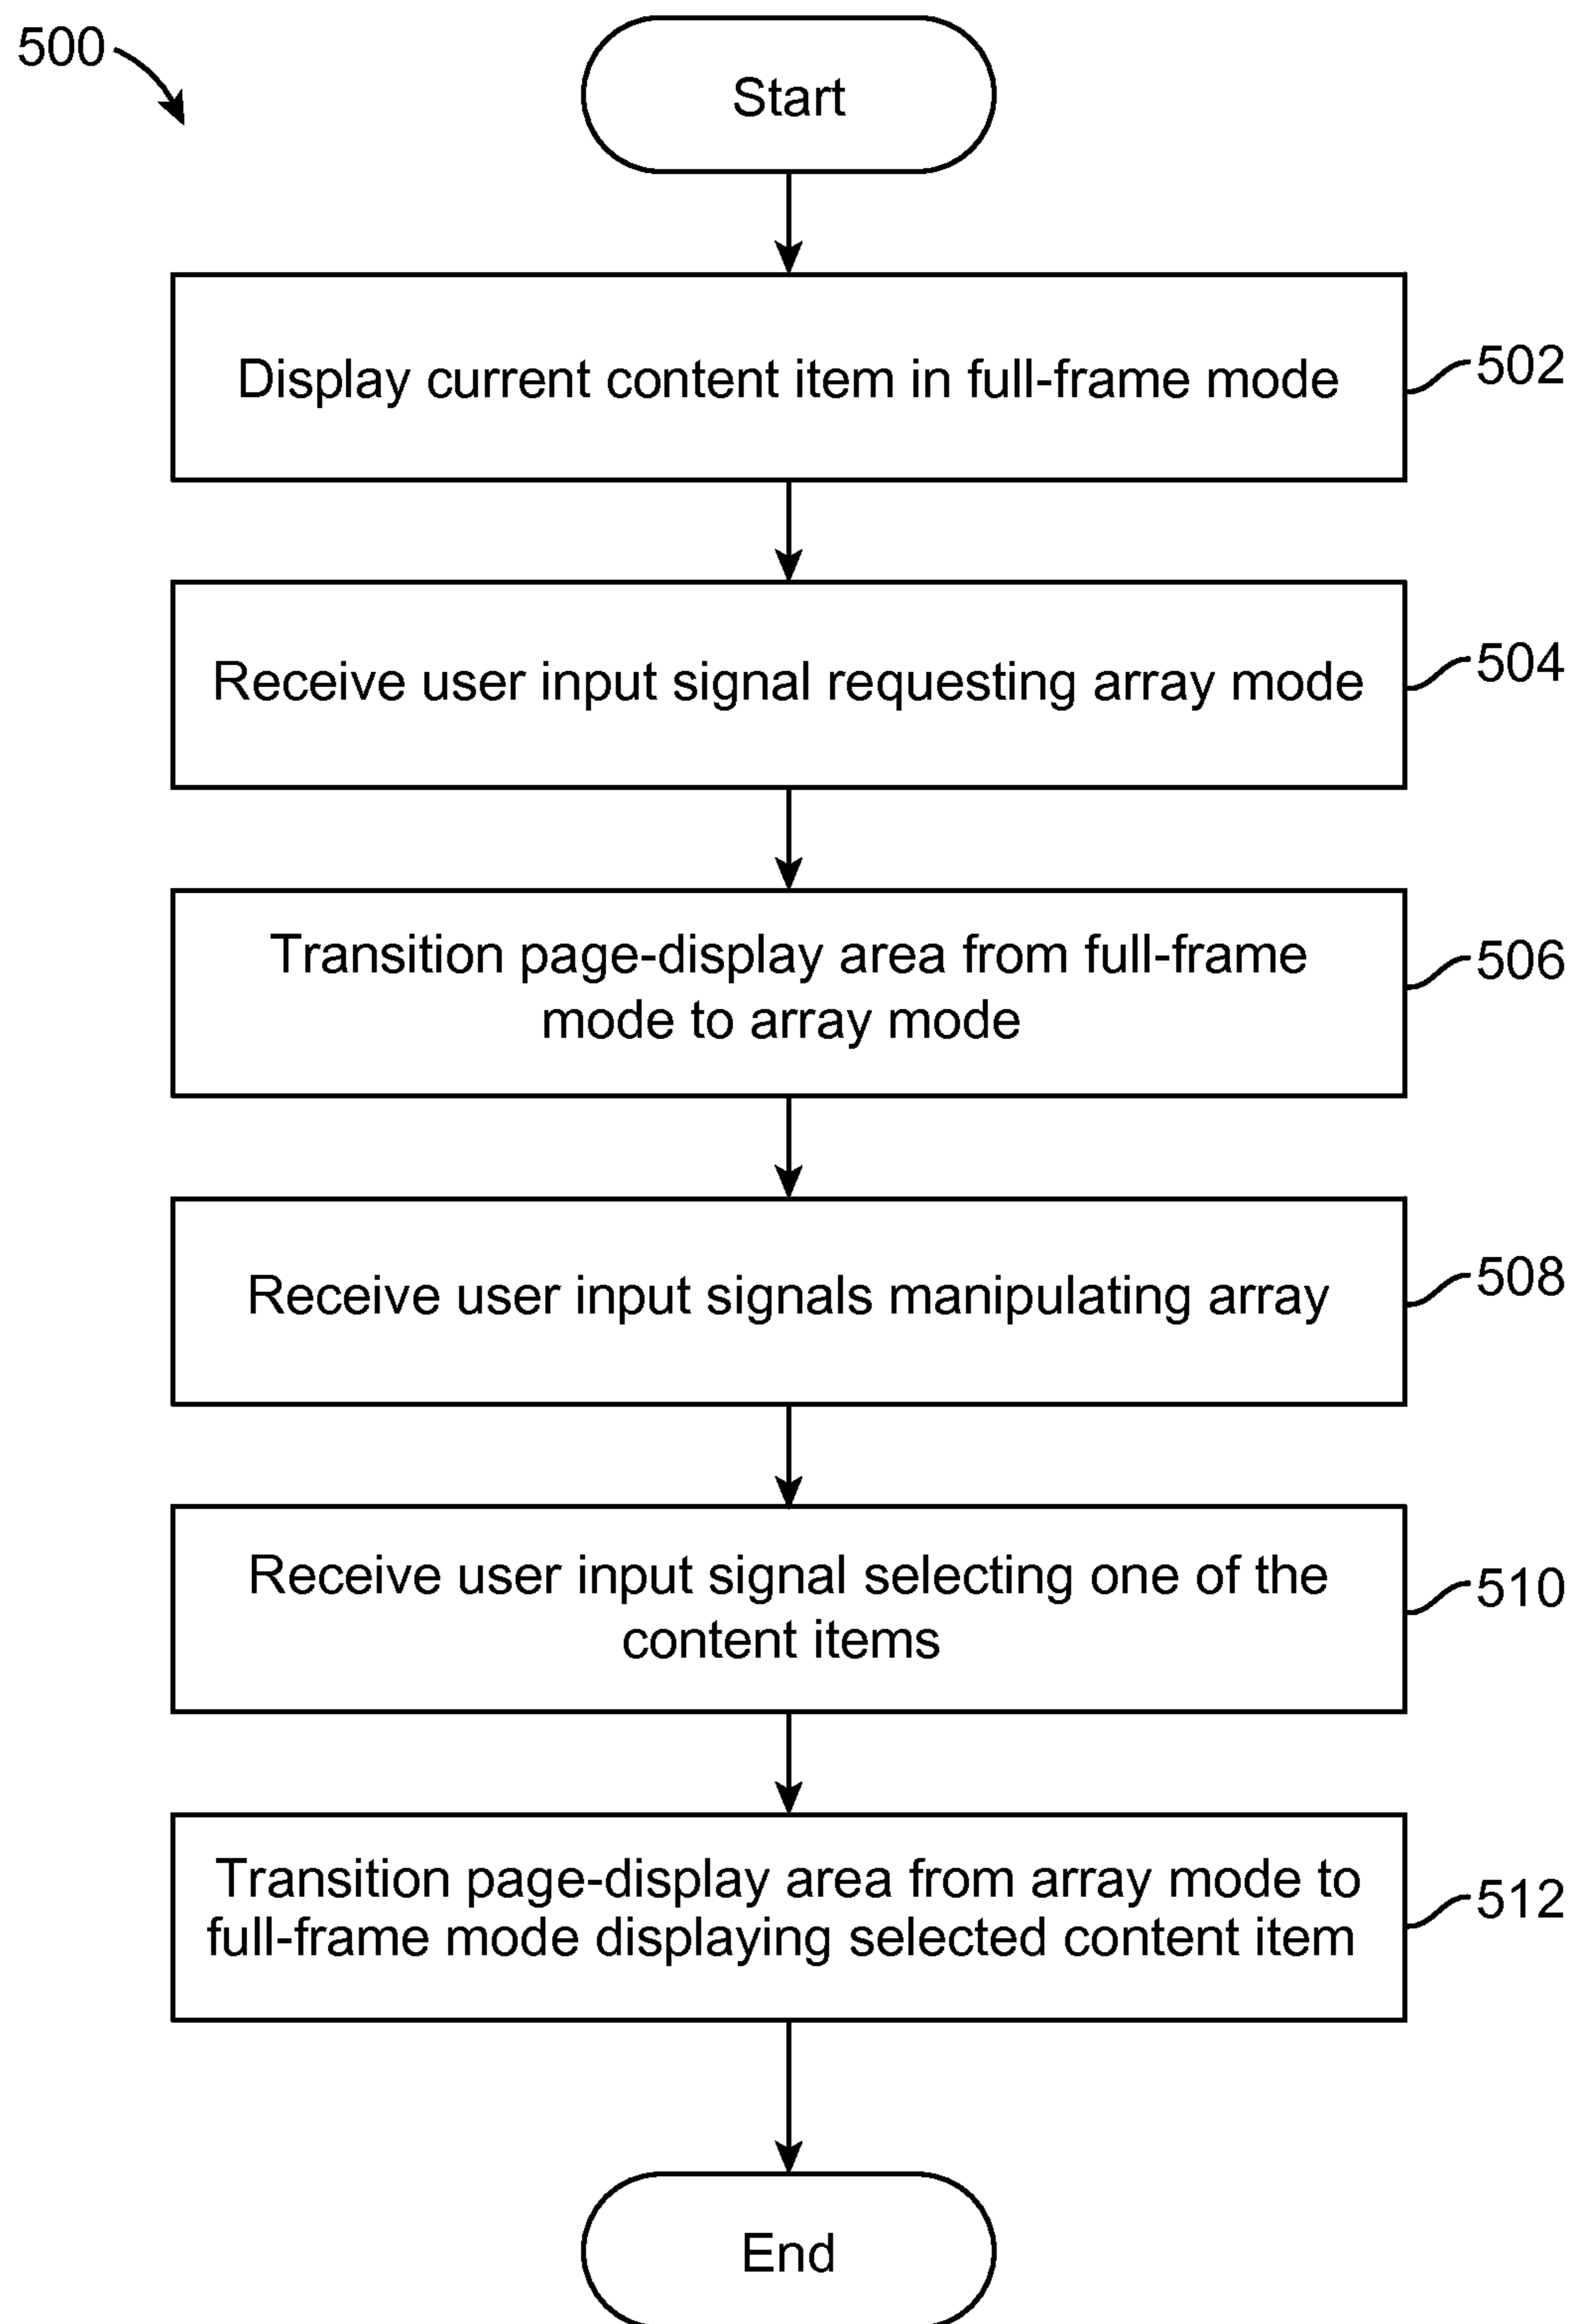 500
Start
Display current content item in full-frame mode
502
Receive user input signal requesting array mode
504
Transition page-display area from full-frame
mode to array mode
506
Receive user input signals manipulating array
508
Receive user input signal selecting one of the
content items
510
Transition page-display area from array mode to
full-frame mode displaying selected content item
512
End